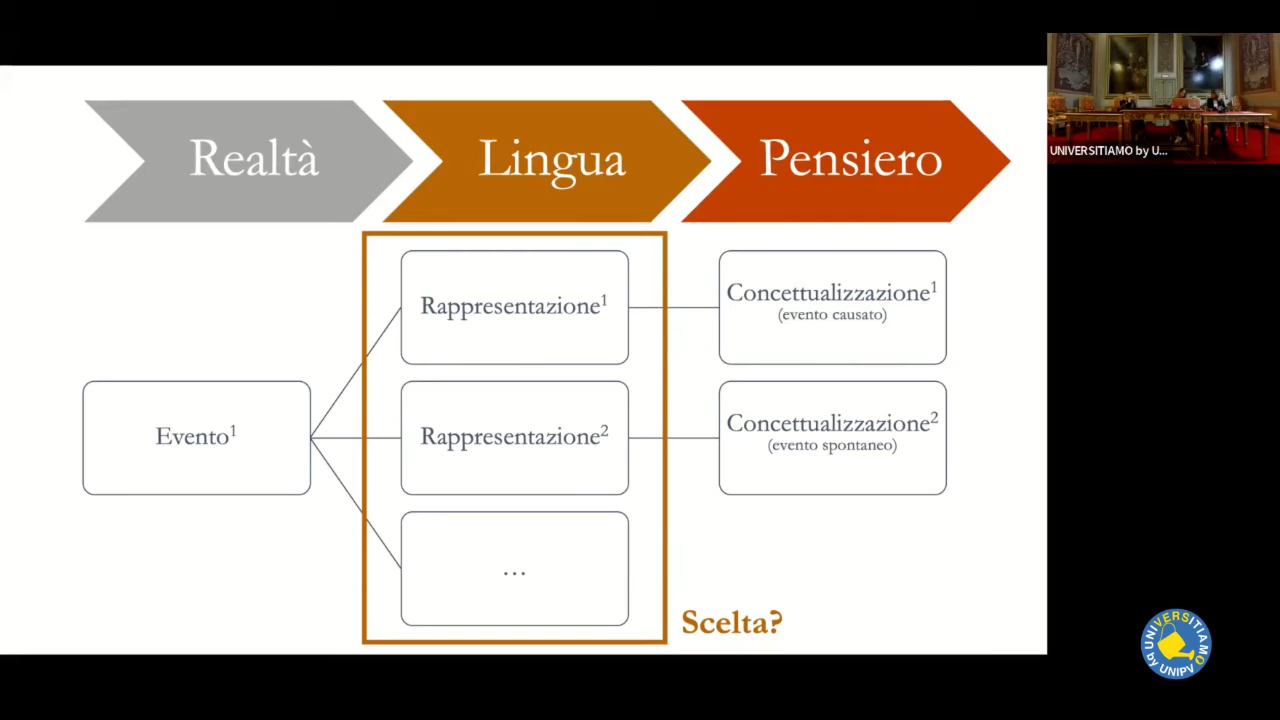 Realtà
Lingua
Pensiero
UNIVERSITIAMO by U...
Rappresentazione¹
Concettualizzazione¹
(evento causato)
Evento¹
Rappresentazione²
Concettualizzazione²
(evento spontaneo)
...
Scelta?
UNIVERSITIAMO
by UNIPV